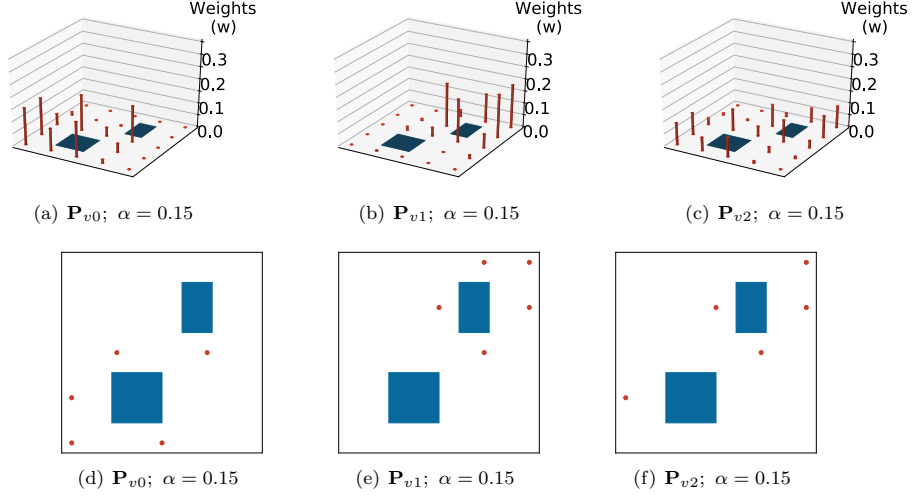 Weights
(w)
0.3
0.2
0.1
0.0
(a) P_{v0}; α = 0.15
Weights
(w)
0.3
0.2
0.1
0.0
(b) P_{v1}; α = 0.15
Weights
(w)
0.3
0.2
0.1
0.0
(c) P_{v2}; α = 0.15
(d) P_{v0}; α = 0.15
(e) P_{v1}; α = 0.15
(f) P_{v2}; α = 0.15